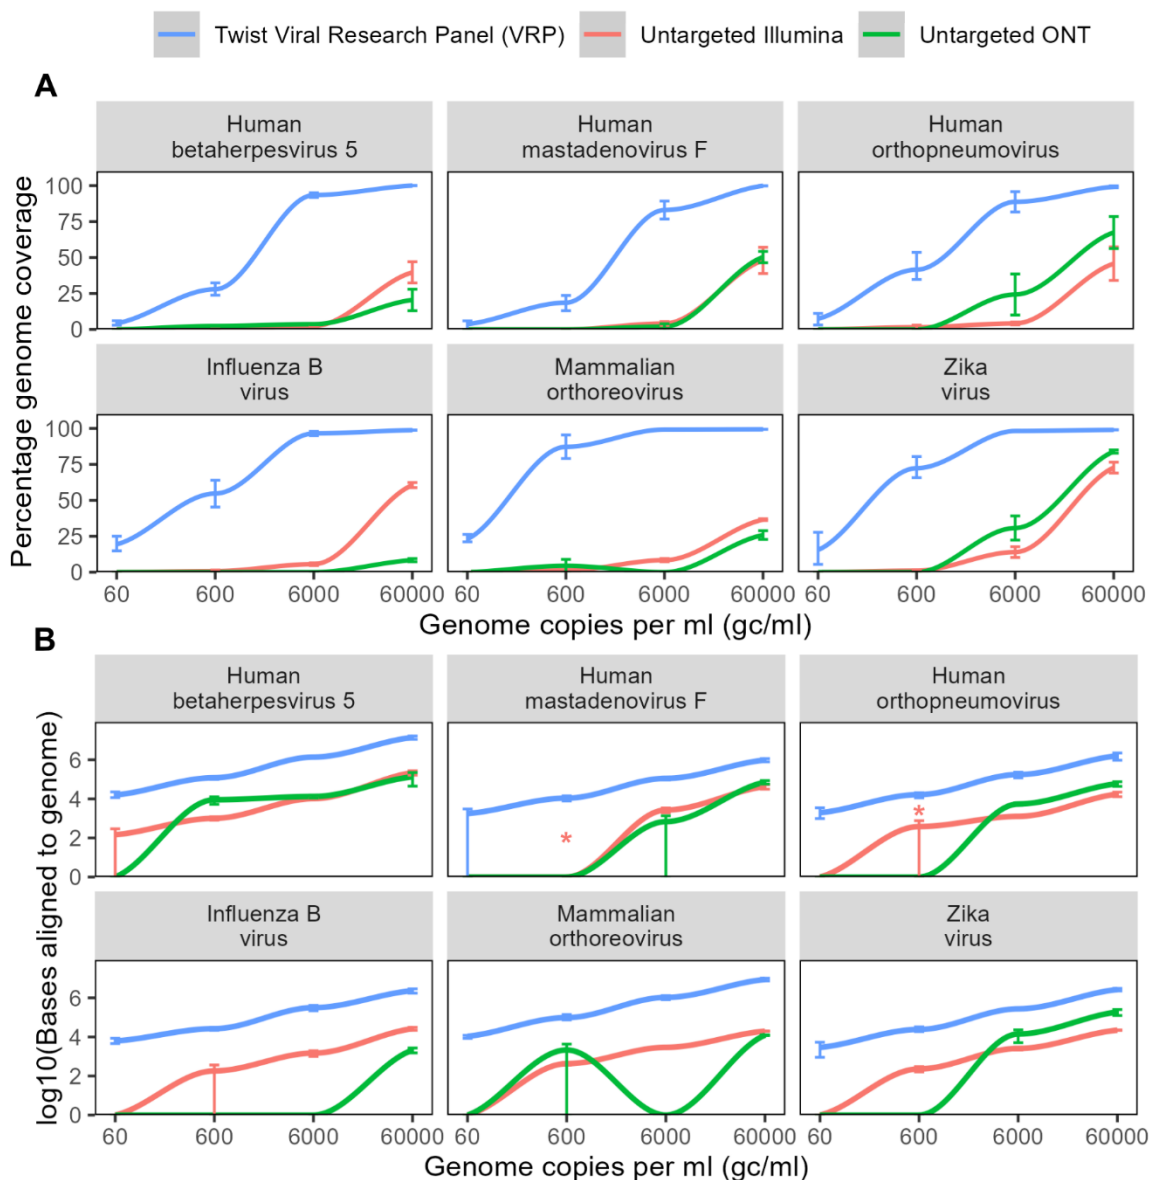 Twist Viral Research Panel (VRP) Untargeted Illumina Untargeted ONT
A
Human
betaherpesvirus 5
Human
mastadenovirus F
Human
orthopneumovirus
100
75
50
25
0
Influenza B
virus
Mammalian
orthoreovirus
Zika
virus
100
75
50
25
0
Percentage genome coverage
60 600 6000 60000 60 600 6000 60000 60 600 6000 60000
Genome copies per ml (gc/ml)
B
Human
betaherpesvirus 5
Human
mastadenovirus F
Human
orthopneumovirus
6
4
2
0
*
*
Influenza B
virus
Mammalian
orthoreovirus
Zika
virus
6
4
2
0
log10(Bases aligned to genome)
60 600 6000 60000 60 600 6000 60000 60 600 6000 60000
Genome copies per ml (gc/ml)